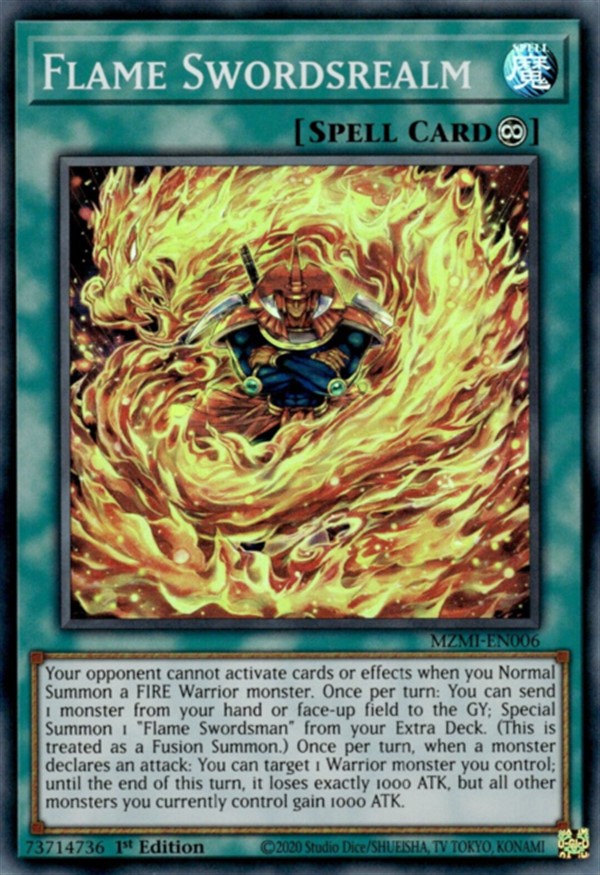 Flame Swordsrealm
SPELL
魔
[Spell Card]
MZMI-EN006
Your opponent cannot activate cards or effects when you Normal
Summon a FIRE Warrior monster. Once per turn: You can send
1 monster from your hand or face-up field to the GY; Special
Summon 1 "Flame Swordsman" from your Extra Deck. (This is
treated as a Fusion Summon.) Once per turn, when a monster
declares an attack: You can target 1 Warrior monster you control;
until the end of this turn, it loses exactly 1000 ATK, but all other
monsters you currently control gain 1000 ATK.
73714736 1st Edition ©2020 Studio Dice/SHUEISHA, TV TOKYO, KONAMI